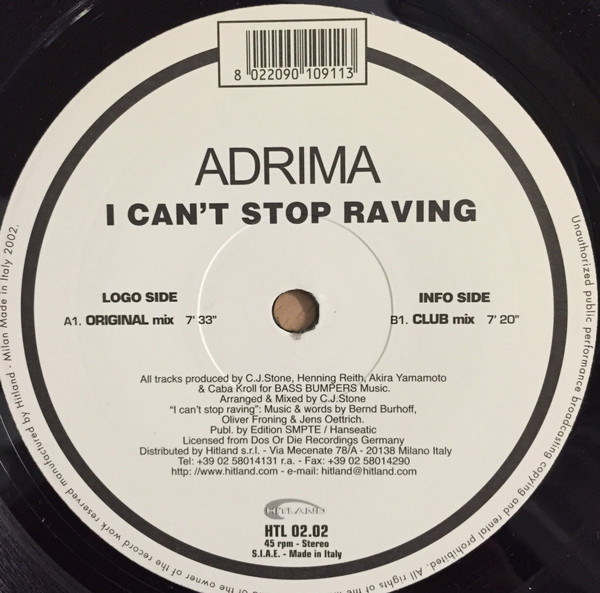 8 022090 109113
ADRIMA
I CAN'T STOP RAVING
LOGO SIDE
A1. ORIGINAL mix 7'33"
INFO SIDE
B1. CLUB mix 7'20"
All tracks produced by C.J.Stone, Henning Reith, Akira Yamamoto
& Caba Kroll for BASS BUMPERS Music.
Arranged & Mixed by C.J.Stone
"I can't stop raving": Music & words by Bernd Burhoff,
Oliver Froning & Jens Oettrich.
Publ. by Edition SMPTE / Hanseatic
Licensed from Dos Or Die Recordings Germany
Distributed by Hitland s.r.l. - Via Mecenate 78/A - 20138 Milano Italy
Tel: +39 02 58014131 r.a. - Fax: +39 02 58014290
http: //www.hitland.com - e-mail: hitland@hitland.com
HITLAND
HTL 02.02
45 rpm - Stereo
S.I.A.E. - Made in Italy
Unauthorized public performance broadcasting copying and rental prohibited. All rights of the
of the owner of the record work reserved manufactured by Hitland - Milan Made in Italy 2002.